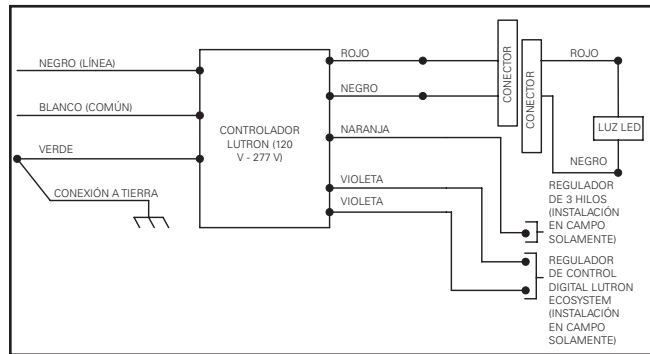 NEGRO (LÍNEA)
BLANCO (COMÚN)
VERDE
CONEXIÓN A TIERRA
CONTROLADOR
LUTRON (120
V - 277 V)
ROJO
NEGRO
NARANJA
VIOLETA
VIOLETA
CONECTOR
CONECTOR
ROJO
LUZ LED
NEGRO
REGULADOR
DE 3 HILOS
(INSTALACIÓN
EN CAMPO
SOLAMENTE)
REGULADOR
DE CONTROL
DIGITAL LUTRON
ECOSYSTEM
(INSTALACIÓN
EN CAMPO
SOLAMENTE)